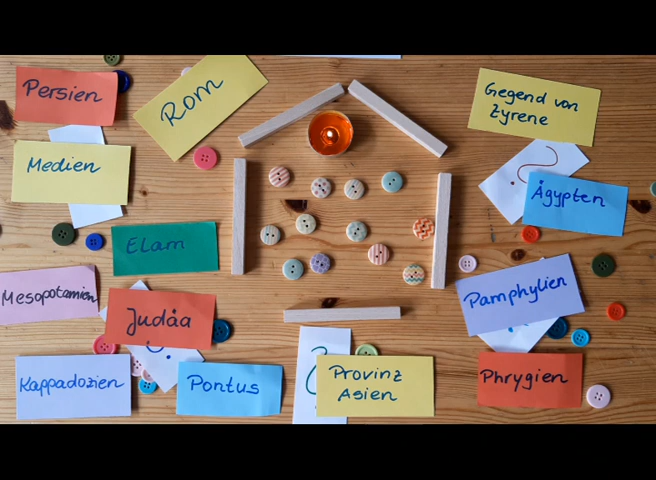 Persien
Rom
Gegend von
Zyrene
Medien
?
Ägypten
Elam
Mesopotamien
Pamphylien
Judäa
Kappadozien
Pontus
Provinz
Asien
Phrygien